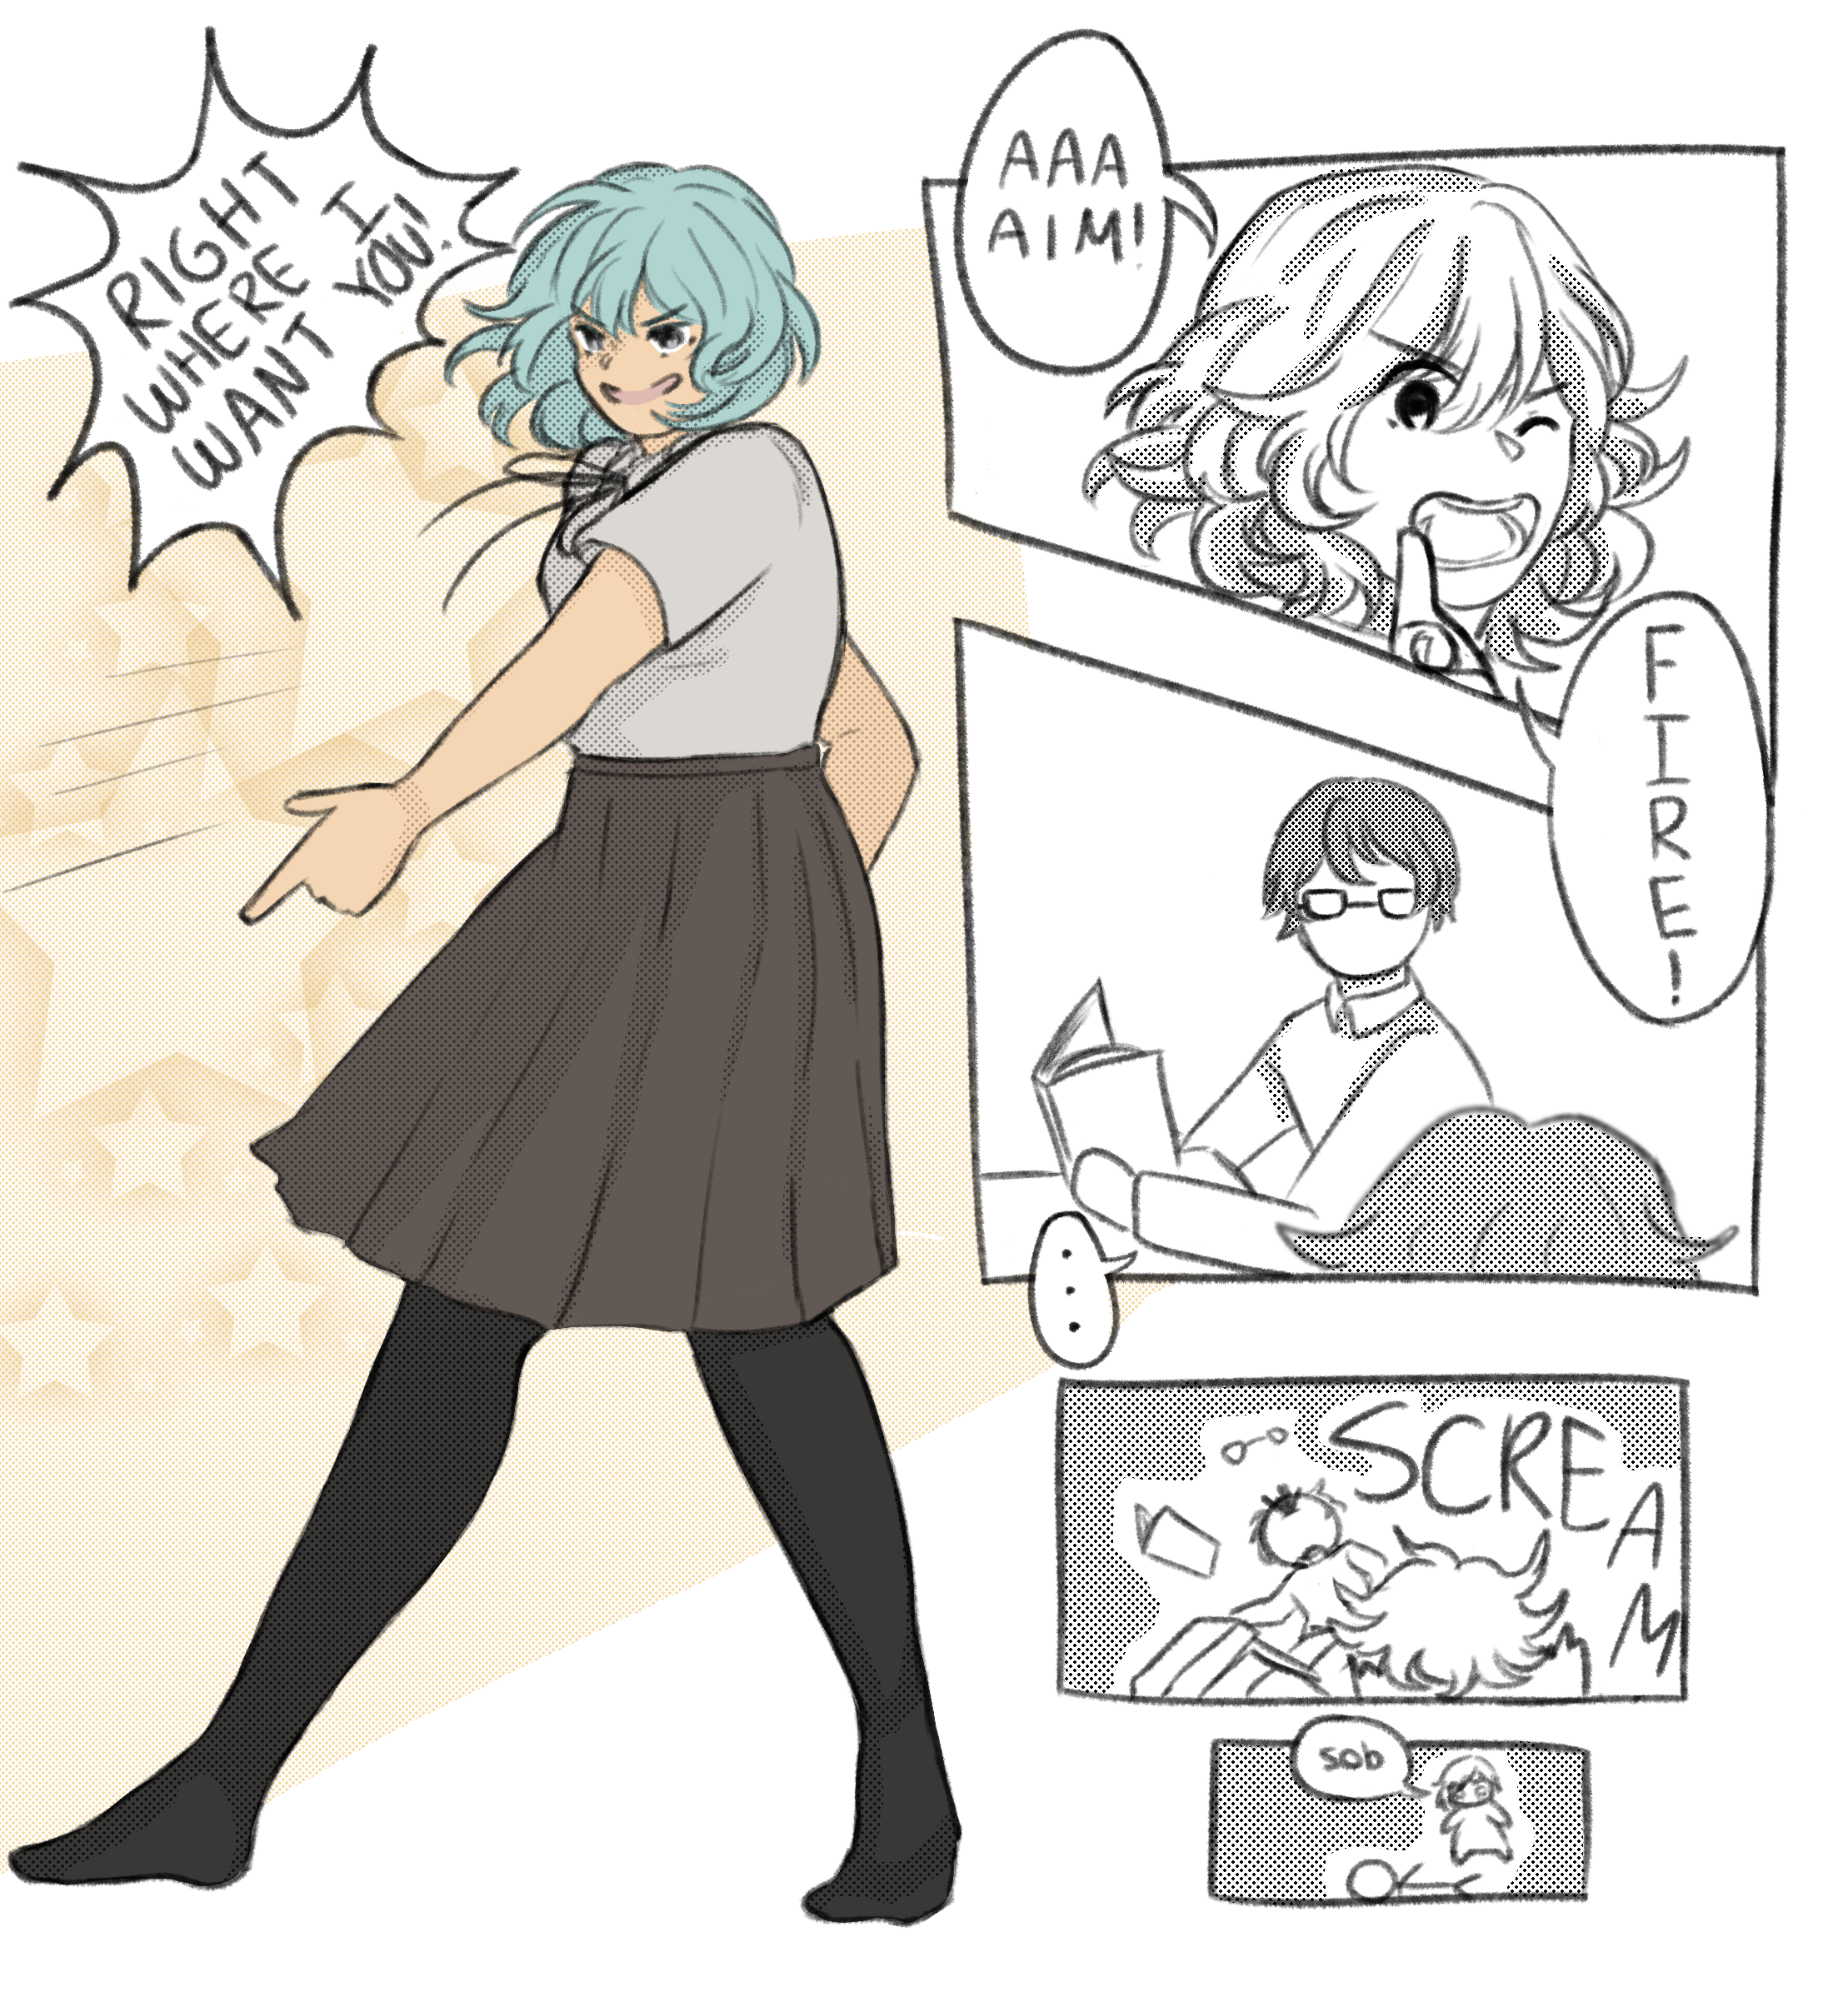 RIGHT
WHERE I
WANT YOU!
AAA
AIM!
FIRE!
...
SCREAM
sob